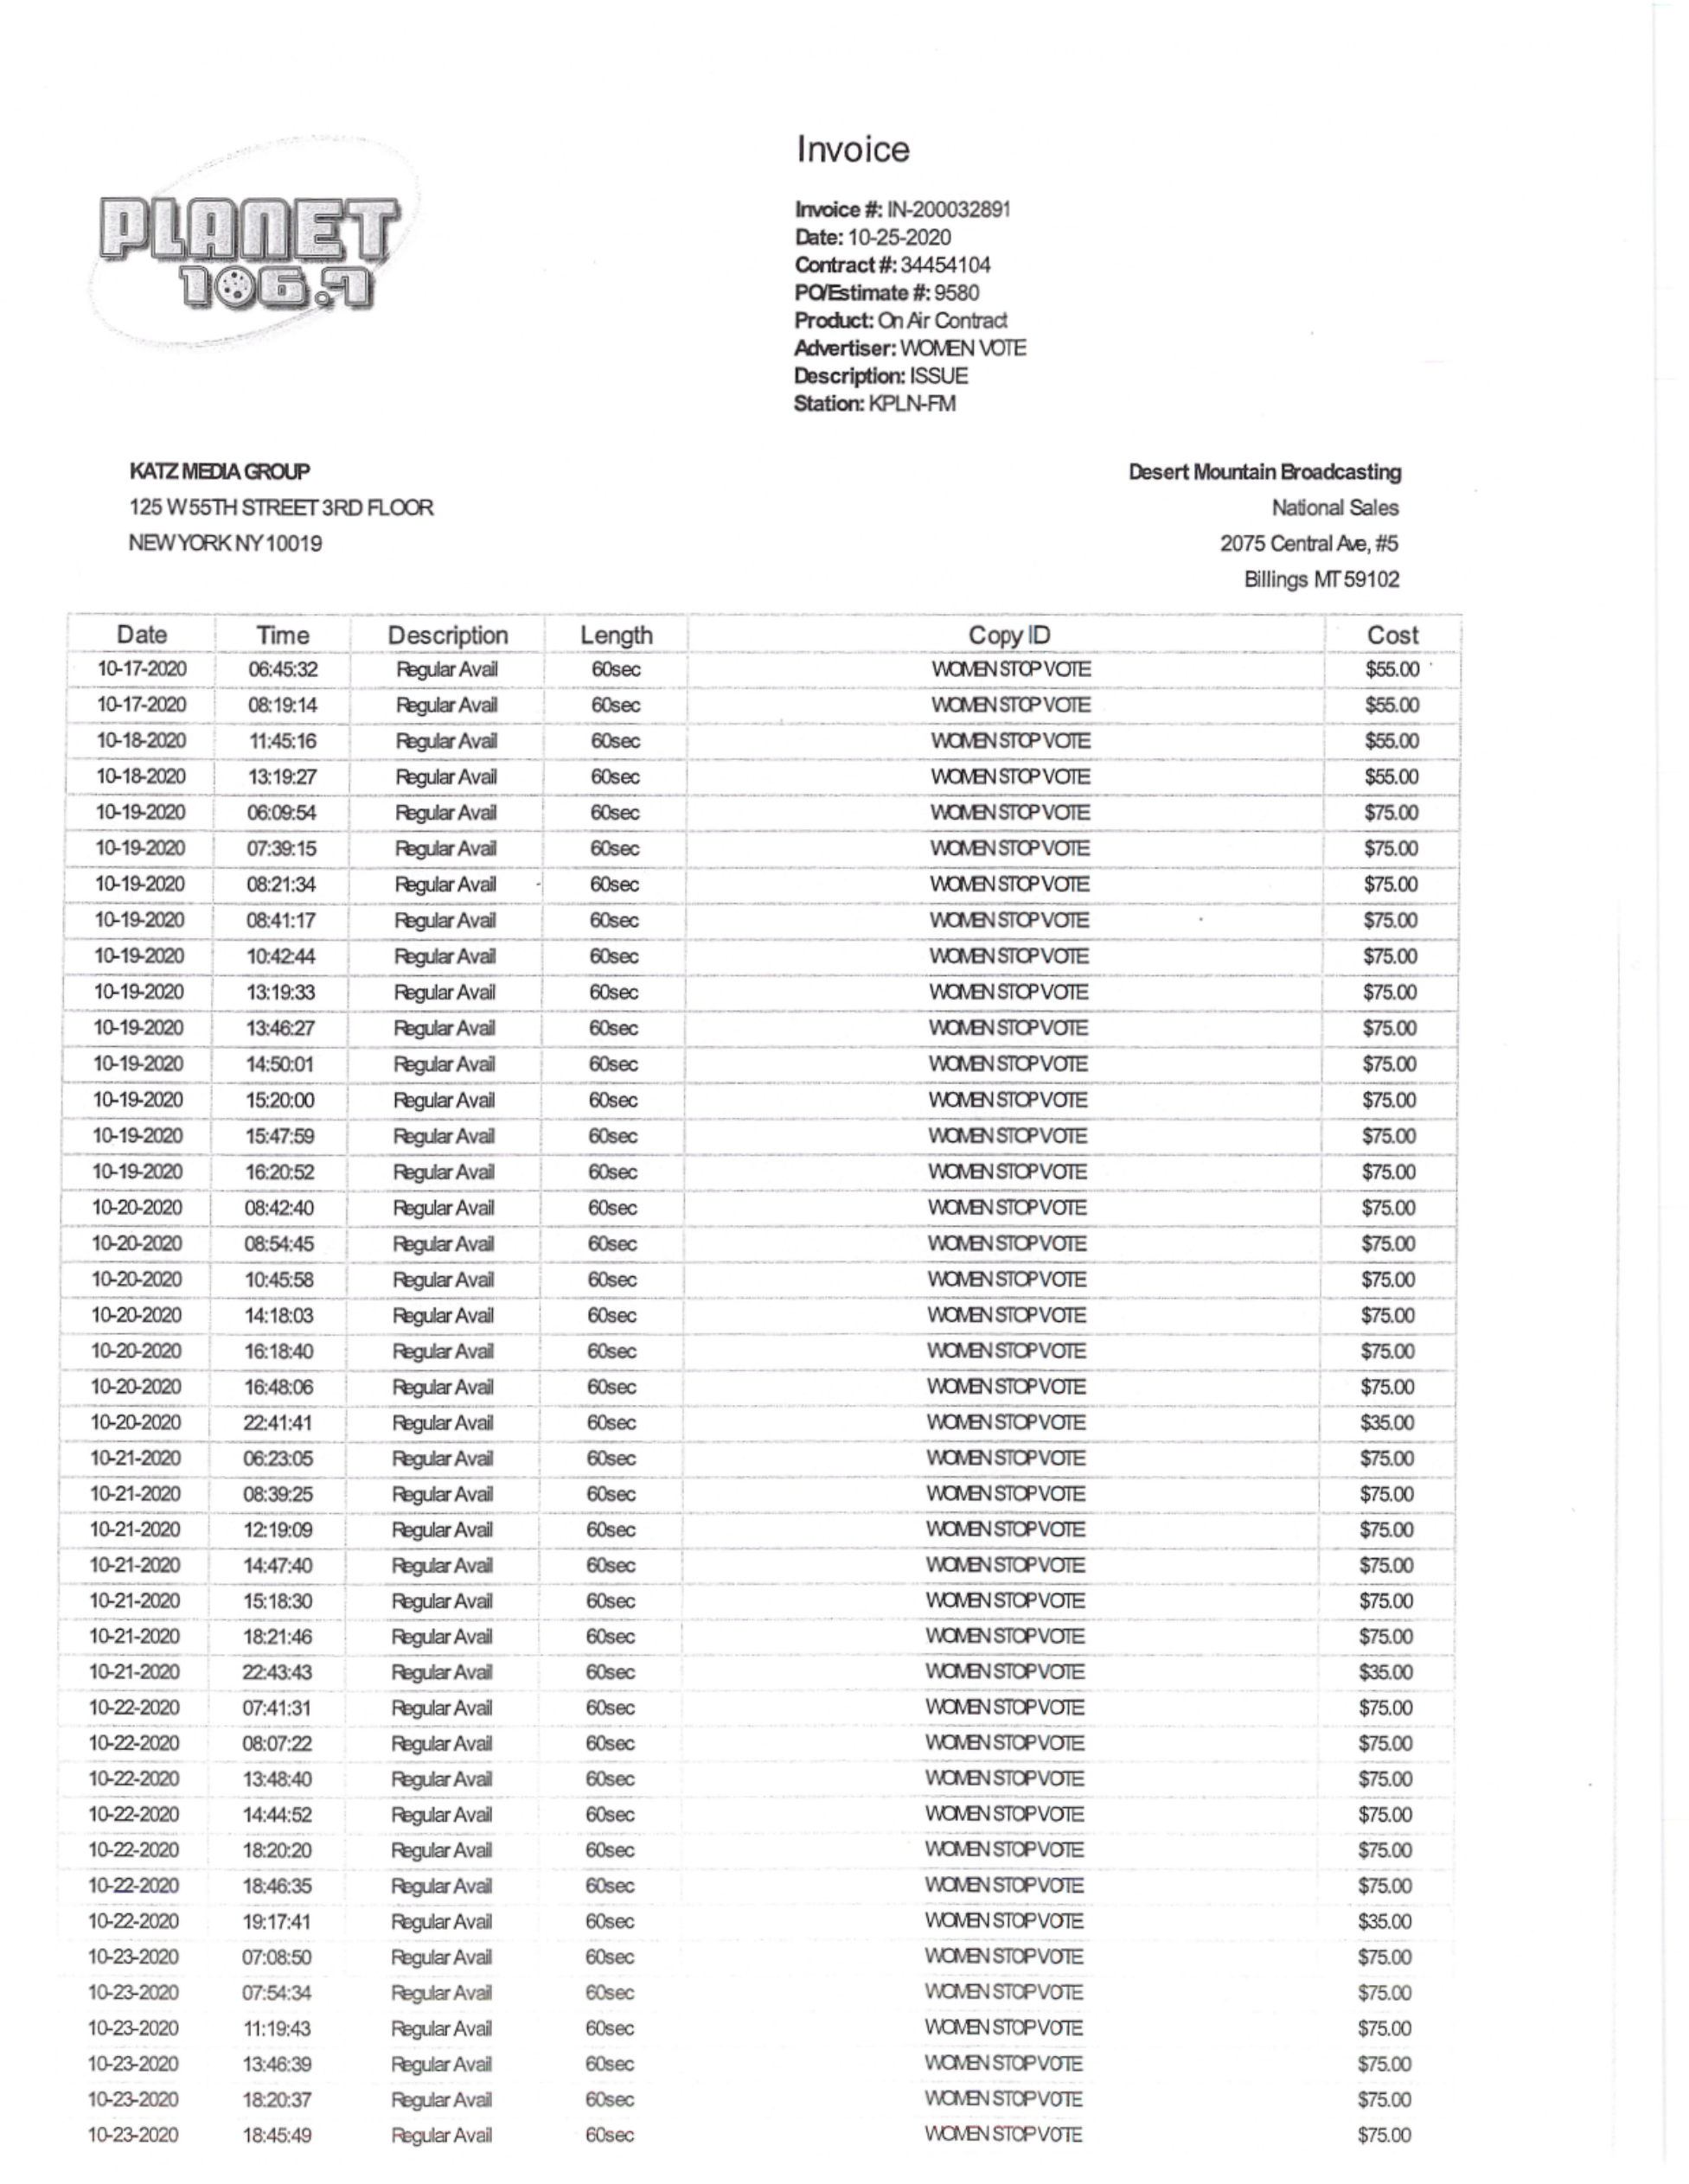 PLANET
106.7
Invoice
Invoice #: IN-200032891
Date: 10-25-2020
Contract #: 34454104
PO/Estimate #: 9580
Product: On Air Contract
Advertiser: WOMEN VOTE
Description: ISSUE
Station: KPLN-FM
KATZ MEDIA GROUP
125 W 55TH STREET 3RD FLOOR
NEW YORK NY 10019
Desert Mountain Broadcasting
National Sales
2075 Central Ave, #5
Billings MT 59102
Date Time Description Length Copy ID Cost
10-17-2020 06:45:32 Regular Avail 60sec WOMEN STOP VOTE $55.00
10-17-2020 08:19:14 Regular Avail 60sec WOMEN STOP VOTE $55.00
10-18-2020 11:45:16 Regular Avail 60sec WOMEN STOP VOTE $55.00
10-18-2020 13:19:27 Regular Avail 60sec WOMEN STOP VOTE $55.00
10-19-2020 06:09:54 Regular Avail 60sec WOMEN STOP VOTE $75.00
10-19-2020 07:39:15 Regular Avail 60sec WOMEN STOP VOTE $75.00
10-19-2020 08:21:34 Regular Avail 60sec WOMEN STOP VOTE $75.00
10-19-2020 08:41:17 Regular Avail 60sec WOMEN STOP VOTE $75.00
10-19-2020 10:42:44 Regular Avail 60sec WOMEN STOP VOTE $75.00
10-19-2020 13:19:33 Regular Avail 60sec WOMEN STOP VOTE $75.00
10-19-2020 13:46:27 Regular Avail 60sec WOMEN STOP VOTE $75.00
10-19-2020 14:50:01 Regular Avail 60sec WOMEN STOP VOTE $75.00
10-19-2020 15:20:00 Regular Avail 60sec WOMEN STOP VOTE $75.00
10-19-2020 15:47:59 Regular Avail 60sec WOMEN STOP VOTE $75.00
10-19-2020 16:20:52 Regular Avail 60sec WOMEN STOP VOTE $75.00
10-20-2020 08:42:40 Regular Avail 60sec WOMEN STOP VOTE $75.00
10-20-2020 08:54:45 Regular Avail 60sec WOMEN STOP VOTE $75.00
10-20-2020 10:45:58 Regular Avail 60sec WOMEN STOP VOTE $75.00
10-20-2020 14:18:03 Regular Avail 60sec WOMEN STOP VOTE $75.00
10-20-2020 16:18:40 Regular Avail 60sec WOMEN STOP VOTE $75.00
10-20-2020 16:48:06 Regular Avail 60sec WOMEN STOP VOTE $75.00
10-20-2020 22:41:41 Regular Avail 60sec WOMEN STOP VOTE $35.00
10-21-2020 06:23:05 Regular Avail 60sec WOMEN STOP VOTE $75.00
10-21-2020 08:39:25 Regular Avail 60sec WOMEN STOP VOTE $75.00
10-21-2020 12:19:09 Regular Avail 60sec WOMEN STOP VOTE $75.00
10-21-2020 14:47:40 Regular Avail 60sec WOMEN STOP VOTE $75.00
10-21-2020 15:18:30 Regular Avail 60sec WOMEN STOP VOTE $75.00
10-21-2020 18:21:46 Regular Avail 60sec WOMEN STOP VOTE $75.00
10-21-2020 22:43:43 Regular Avail 60sec WOMEN STOP VOTE $35.00
10-22-2020 07:41:31 Regular Avail 60sec WOMEN STOP VOTE $75.00
10-22-2020 08:07:22 Regular Avail 60sec WOMEN STOP VOTE $75.00
10-22-2020 13:48:40 Regular Avail 60sec WOMEN STOP VOTE $75.00
10-22-2020 14:44:52 Regular Avail 60sec WOMEN STOP VOTE $75.00
10-22-2020 18:20:20 Regular Avail 60sec WOMEN STOP VOTE $75.00
10-22-2020 18:46:35 Regular Avail 60sec WOMEN STOP VOTE $75.00
10-22-2020 19:17:41 Regular Avail 60sec WOMEN STOP VOTE $35.00
10-23-2020 07:08:50 Regular Avail 60sec WOMEN STOP VOTE $75.00
10-23-2020 07:54:34 Regular Avail 60sec WOMEN STOP VOTE $75.00
10-23-2020 11:19:43 Regular Avail 60sec WOMEN STOP VOTE $75.00
10-23-2020 13:46:39 Regular Avail 60sec WOMEN STOP VOTE $75.00
10-23-2020 18:20:37 Regular Avail 60sec WOMEN STOP VOTE $75.00
10-23-2020 18:45:49 Regular Avail 60sec WOMEN STOP VOTE $75.00